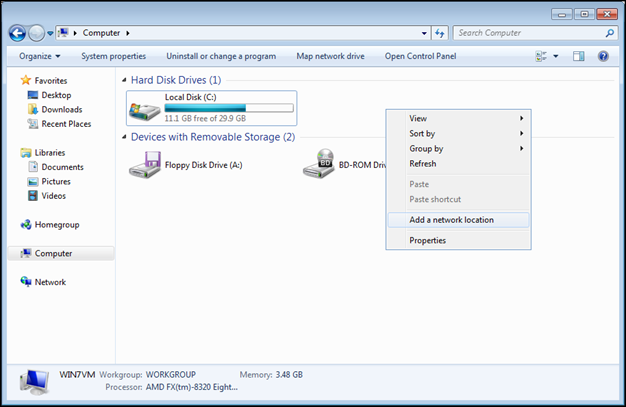 Computer
Search Computer
Organize
System properties
Uninstall or change a program
Map network drive
Open Control Panel
Favorites
Desktop
Downloads
Recent Places
Libraries
Documents
Pictures
Videos
Homegroup
Computer
Network
Hard Disk Drives (1)
Local Disk (C:)
11.1 GB free of 29.9 GB
Devices with Removable Storage (2)
Floppy Disk Drive (A:)
BD
BD-ROM Driv
View
Sort by
Group by
Refresh
Paste
Paste shortcut
Add a network location
Properties
WIN7VM Workgroup: WORKGROUP Memory: 3.48 GB
Processor: AMD FX(tm)-8320 Eight...